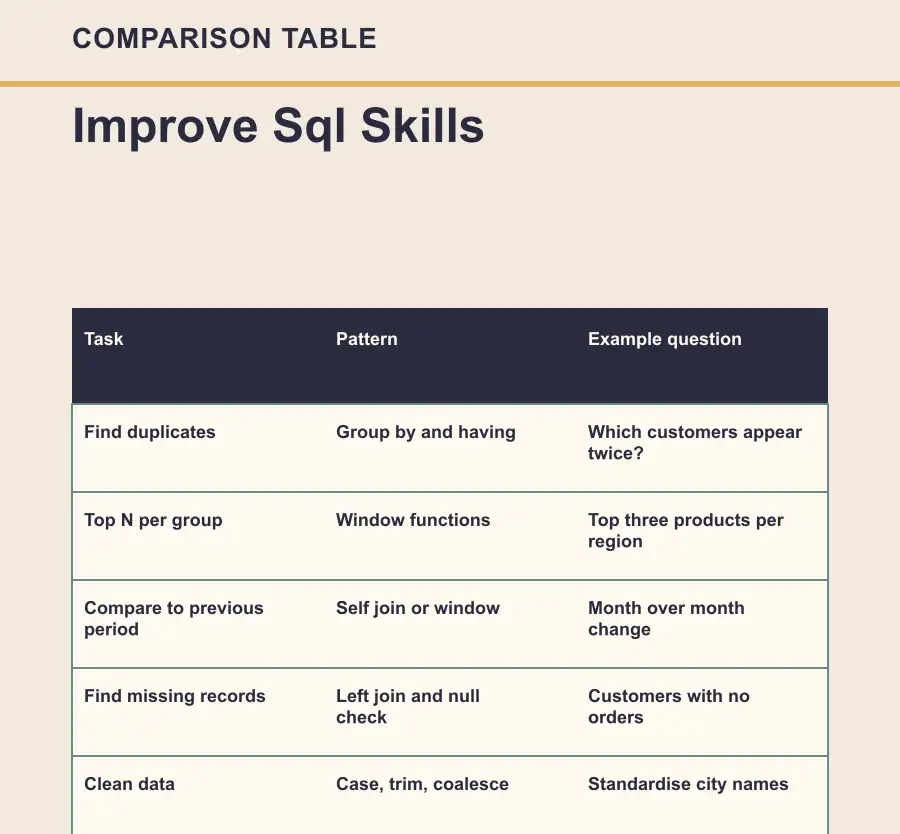 COMPARISON TABLE
Improve Sql Skills
Task Pattern Example question
Find duplicates Group by and having Which customers appear
twice?
Top N per group Window functions Top three products per
region
Compare to previous Self join or window Month over month
period change
Find missing records Left join and null Customers with no
check orders
Clean data Case, trim, coalesce Standardise city names